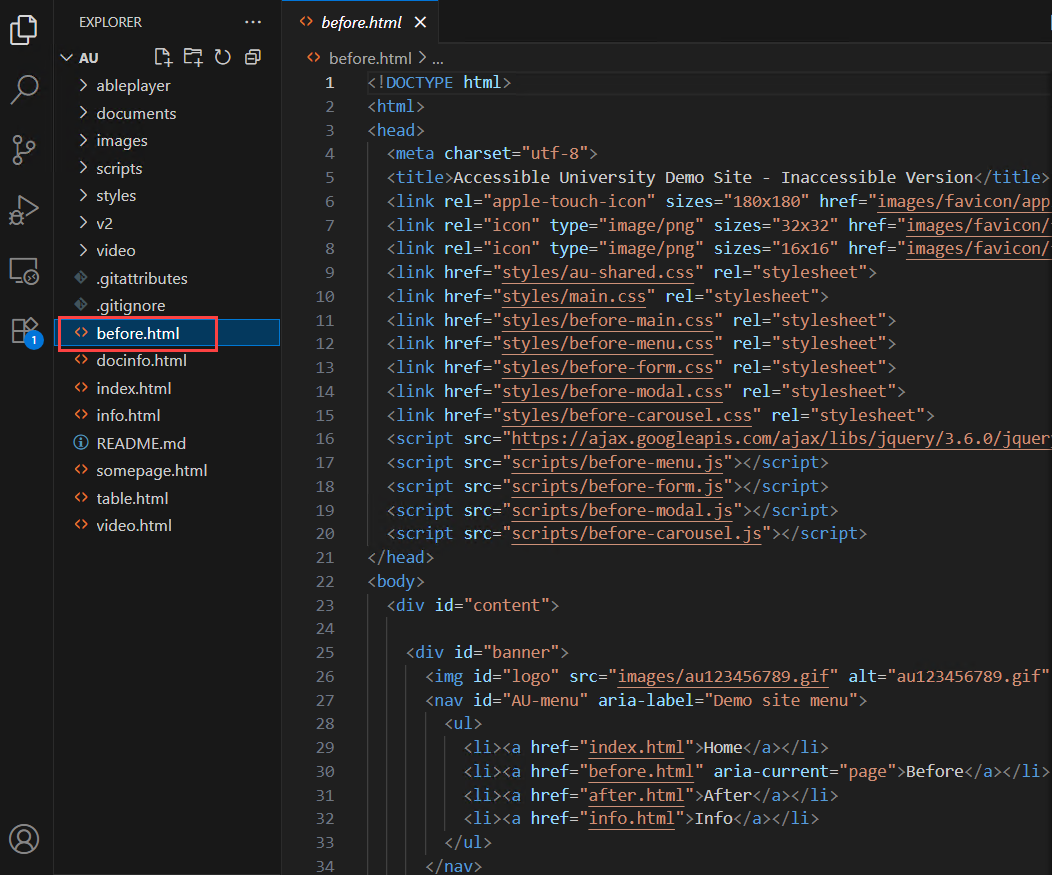 EXPLORER
AU
ableplayer
documents
images
scripts
styles
v2
video
.gitattributes
.gitignore
before.html
docinfo.html
index.html
info.html
README.md
somepage.html
table.html
video.html
1
before.html
before.html > ...
1 <!DOCTYPE html>
2 <html>
3 <head>
4 <meta charset="utf-8">
5 <title>Accessible University Demo Site - Inaccessible Version</title>
6 <link rel="apple-touch-icon" sizes="180x180" href="images/favicon/app
7 <link rel="icon" type="image/png" sizes="32x32" href="images/favicon/
8 <link rel="icon" type="image/png" sizes="16x16" href="images/favicon/
9 <link href="styles/au-shared.css" rel="stylesheet">
10 <link href="styles/main.css" rel="stylesheet">
11 <link href="styles/before-main.css" rel="stylesheet">
12 <link href="styles/before-menu.css" rel="stylesheet">
13 <link href="styles/before-form.css" rel="stylesheet">
14 <link href="styles/before-modal.css" rel="stylesheet">
15 <link href="styles/before-carousel.css" rel="stylesheet">
16 <script src="https://ajax.googleapis.com/ajax/libs/jquery/3.6.0/jquer
17 <script src="scripts/before-menu.js"></script>
18 <script src="scripts/before-form.js"></script>
19 <script src="scripts/before-modal.js"></script>
20 <script src="scripts/before-carousel.js"></script>
21 </head>
22 <body>
23 <div id="content">
24
25 <div id="banner">
26 <img id="logo" src="images/au123456789.gif" alt="au123456789.gif"
27 <nav id="AU-menu" aria-label="Demo site menu">
28 <ul>
29 <li><a href="index.html">Home</a></li>
30 <li><a href="before.html" aria-current="page">Before</a></li>
31 <li><a href="after.html">After</a></li>
32 <li><a href="info.html">Info</a></li>
33 </ul>
34 </nav>